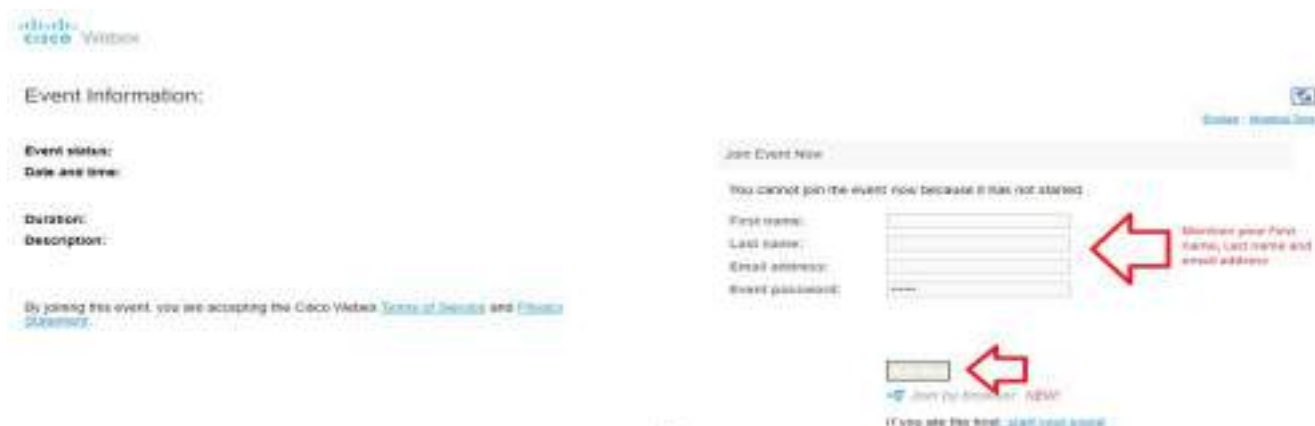 cisco Webex
Event Information:
English : Mumbai Time
Event status:
Date and time:
Join Event Now
You cannot join the event now because it has not started.
Duration:
Description:
First name:
Last name:
Email address:
Event password:
Mention your First
name, Last name and
email address
By joining this event, you are accepting the Cisco Webex Terms of Service and Privacy
Statement.
Join by browser NEW!
If you are the host, start your event.